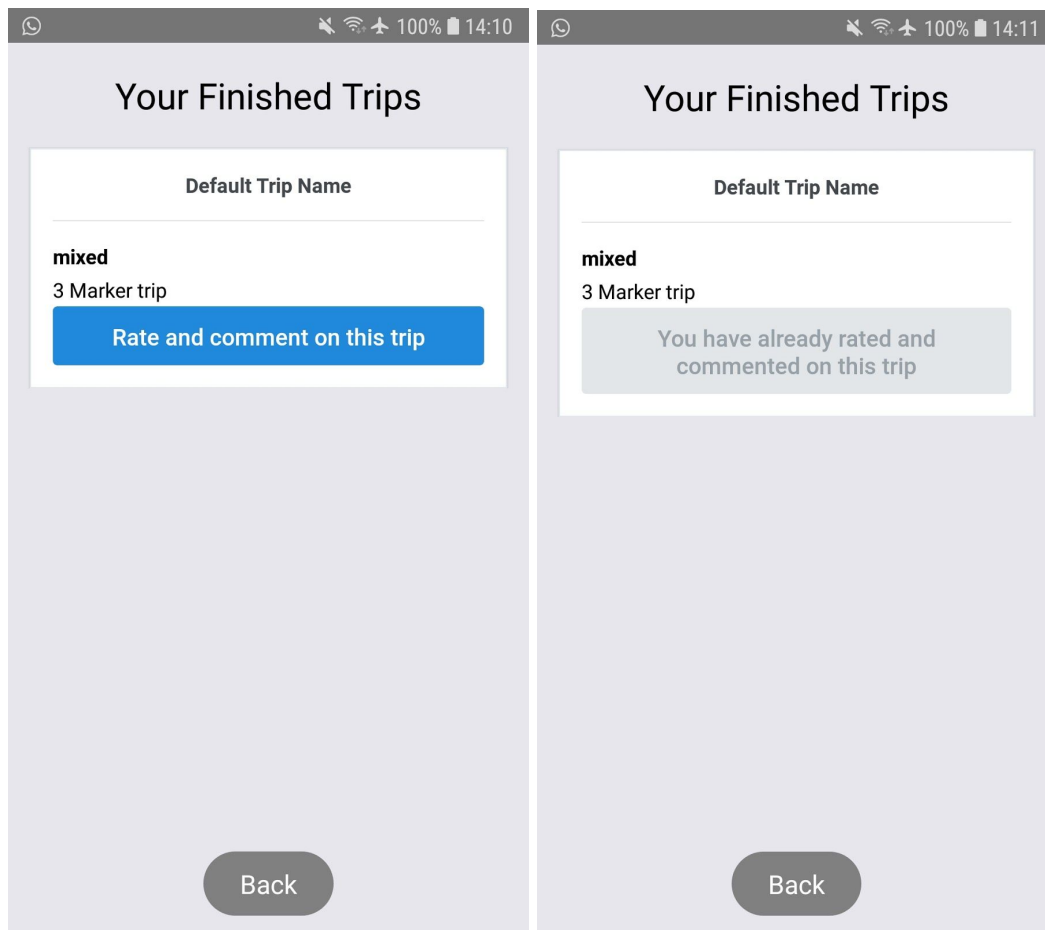 100% 14:10
Your Finished Trips
Default Trip Name
mixed
3 Marker trip
Rate and comment on this trip
Back
100% 14:11
Your Finished Trips
Default Trip Name
mixed
3 Marker trip
You have already rated and
commented on this trip
Back